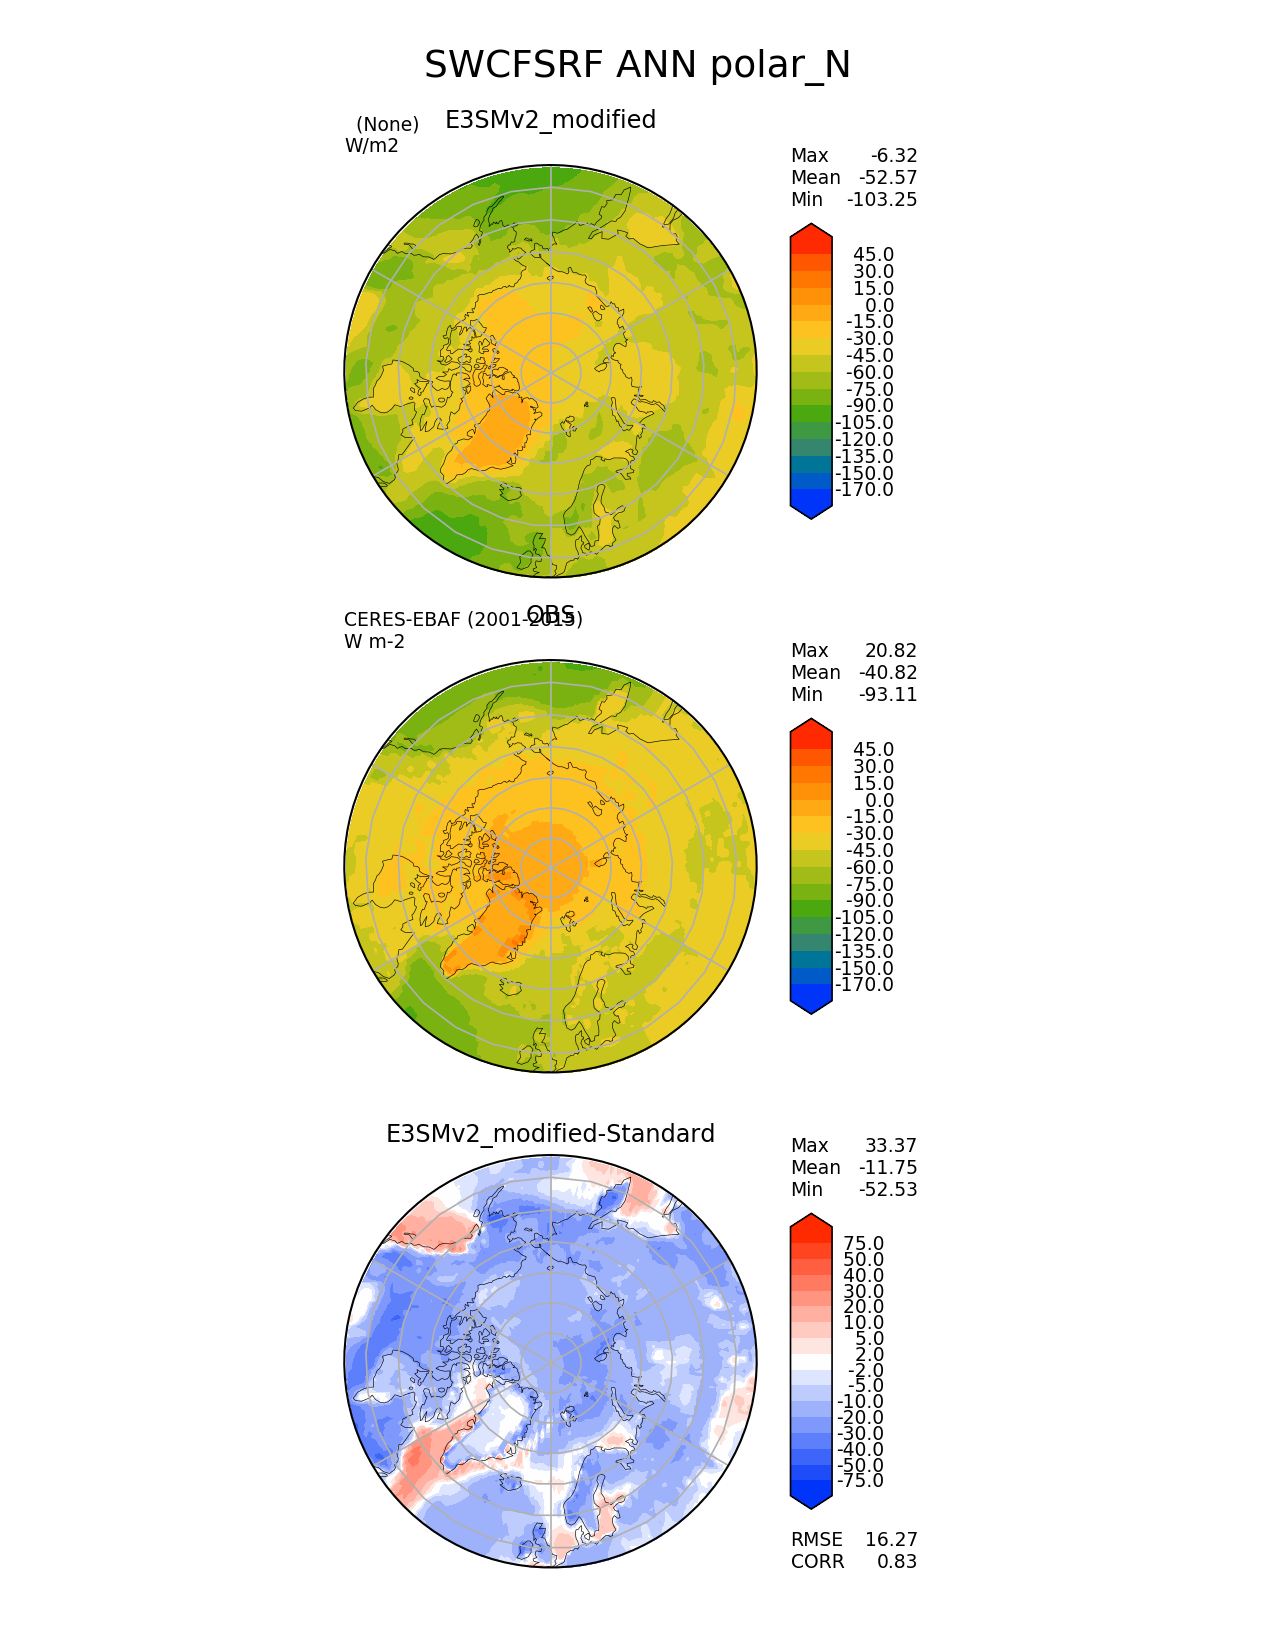 SWCFSRF ANN polar_N
E3SMv2_modified
(None)
W/m2
Max -6.32
Mean -52.57
Min -103.25
45.0
30.0
15.0
0.0
-15.0
-30.0
-45.0
-60.0
-75.0
-90.0
-105.0
-120.0
-135.0
-150.0
-170.0
OBS
CERES-EBAF (2001-2015)
W m-2
Max 20.82
Mean -40.82
Min -93.11
45.0
30.0
15.0
0.0
-15.0
-30.0
-45.0
-60.0
-75.0
-90.0
-105.0
-120.0
-135.0
-150.0
-170.0
E3SMv2_modified-Standard
Max 33.37
Mean -11.75
Min -52.53
75.0
50.0
40.0
30.0
20.0
10.0
5.0
2.0
-2.0
-5.0
-10.0
-20.0
-30.0
-40.0
-50.0
-75.0
RMSE 16.27
CORR 0.83